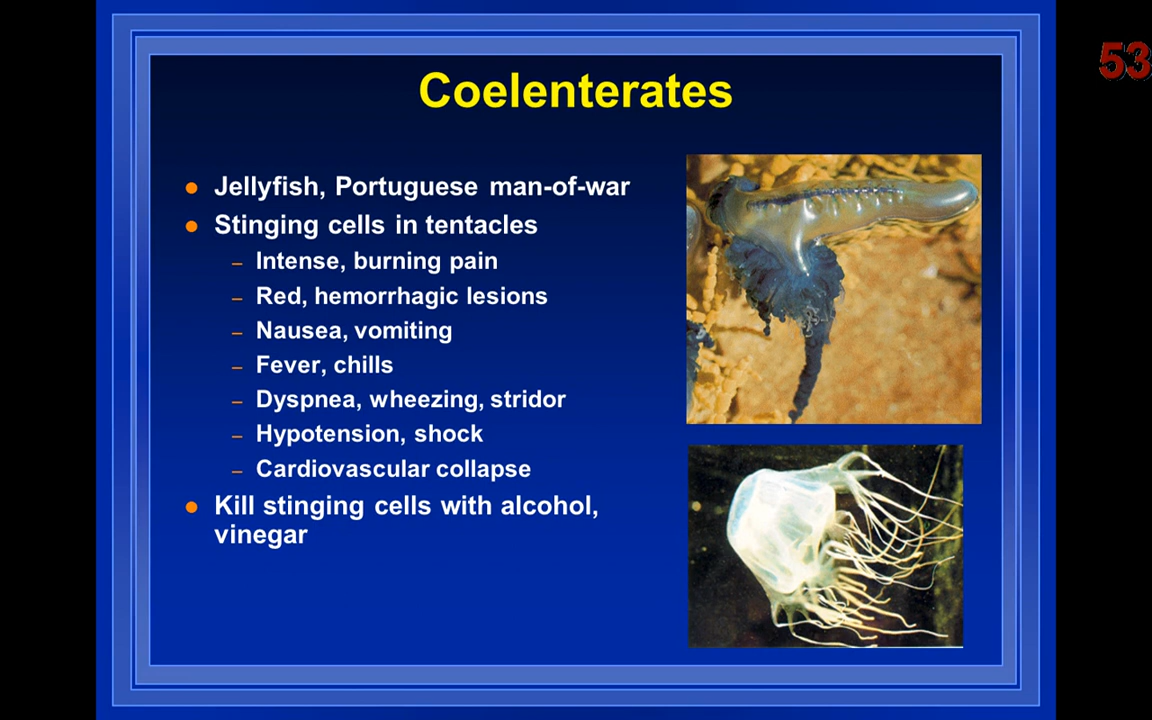 53
Coelenterates
● Jellyfish, Portuguese man-of-war
● Stinging cells in tentacles
– Intense, burning pain
– Red, hemorrhagic lesions
– Nausea, vomiting
– Fever, chills
– Dyspnea, wheezing, stridor
– Hypotension, shock
– Cardiovascular collapse
● Kill stinging cells with alcohol,
vinegar